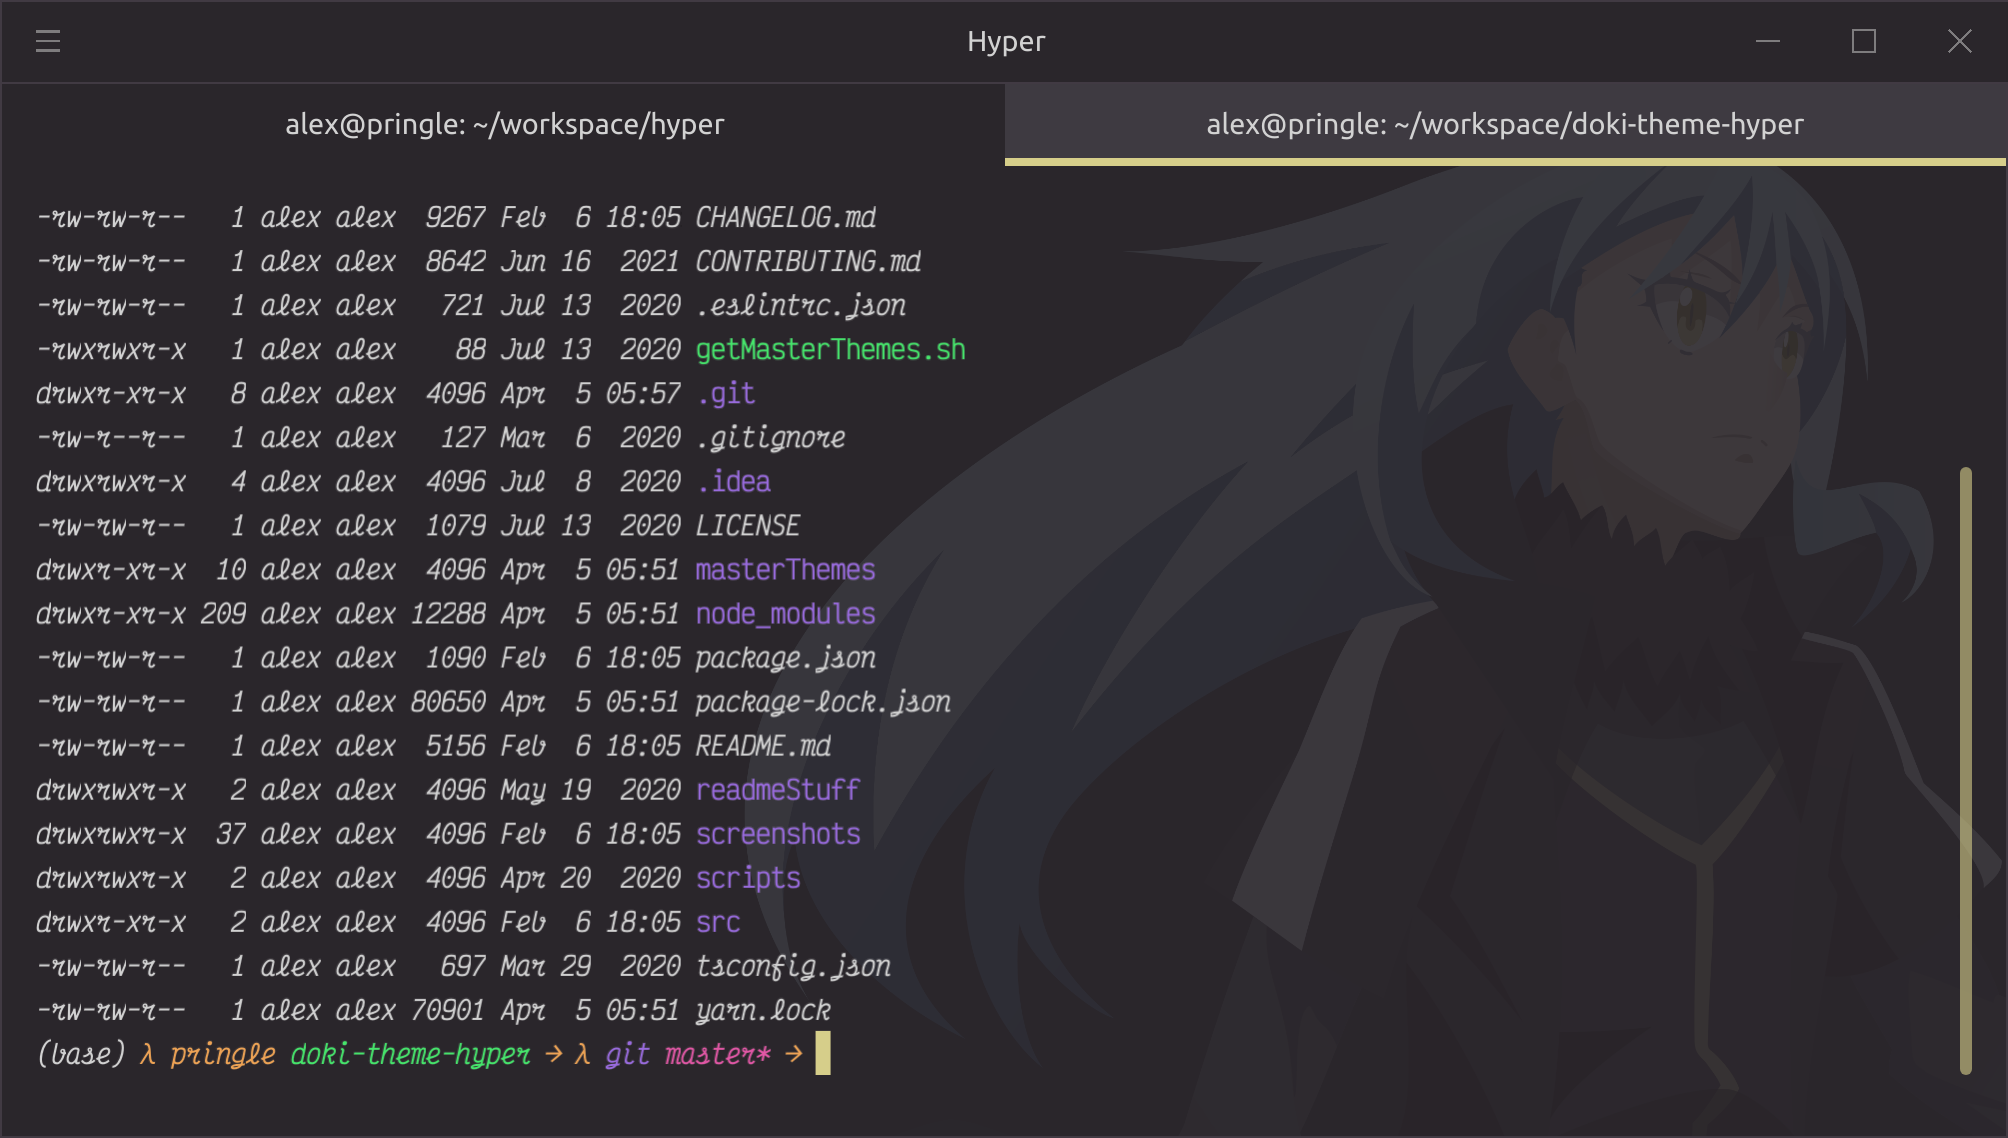 Hyper
alex@pringle: ~/workspace/hyper
alex@pringle: ~/workspace/doki-theme-hyper
-rw-rw-r--   1 alex alex  9267 Feb  6 18:05 CHANGELOG.md
-rw-rw-r--   1 alex alex  8642 Jun 16  2021 CONTRIBUTING.md
-rw-rw-r--   1 alex alex   721 Jul 13  2020 .eslintrc.json
-rwxrwxr-x   1 alex alex    88 Jul 13  2020 getMasterThemes.sh
drwxr-xr-x   8 alex alex  4096 Apr  5 05:57 .git
-rw-r--r--   1 alex alex   127 Mar  6  2020 .gitignore
drwxrwxr-x   4 alex alex  4096 Jul  8  2020 .idea
-rw-rw-r--   1 alex alex  1079 Jul 13  2020 LICENSE
drwxr-xr-x  10 alex alex  4096 Apr  5 05:51 masterThemes
drwxr-xr-x 209 alex alex 12288 Apr  5 05:51 node_modules
-rw-rw-r--   1 alex alex  1090 Feb  6 18:05 package.json
-rw-rw-r--   1 alex alex 80650 Apr  5 05:51 package-lock.json
-rw-rw-r--   1 alex alex  5156 Feb  6 18:05 README.md
drwxrwxr-x   2 alex alex  4096 May 19  2020 readmeStuff
drwxrwxr-x  37 alex alex  4096 Feb  6 18:05 screenshots
drwxrwxr-x   2 alex alex  4096 Apr 20  2020 scripts
drwxr-xr-x   2 alex alex  4096 Feb  6 18:05 src
-rw-rw-r--   1 alex alex   697 Mar 29  2020 tsconfig.json
-rw-rw-r--   1 alex alex 70901 Apr  5 05:51 yarn.lock
(base) λ pringle doki-theme-hyper → λ git master* →